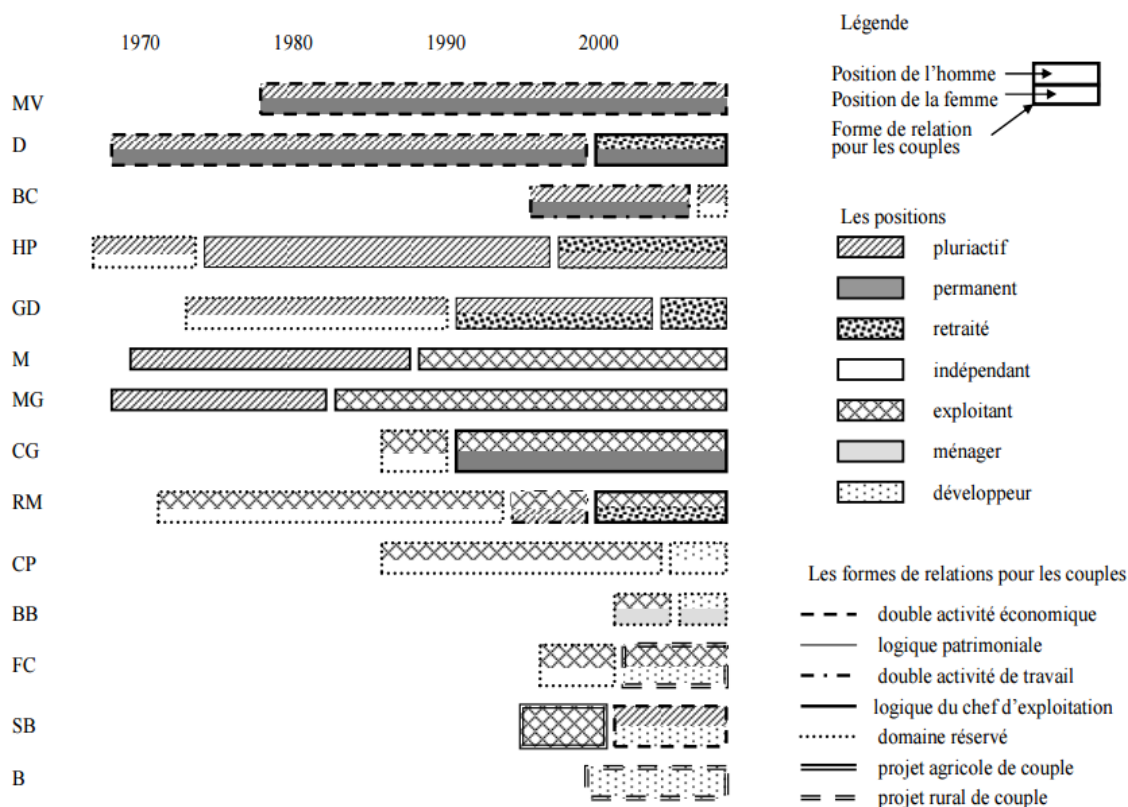 1970 1980 1990 2000
MV
D
BC
HP
GD
M
MG
CG
RM
CP
BB
FC
SB
B
Légende
Position de l’homme
Position de la femme
Forme de relation
pour les couples
Les positions
pluriactif
permanent
retraité
indépendant
exploitant
ménager
développeur
Les formes de relations pour les couples
double activité économique
logique patrimoniale
double activité de travail
logique du chef d’exploitation
domaine réservé
projet agricole de couple
projet rural de couple